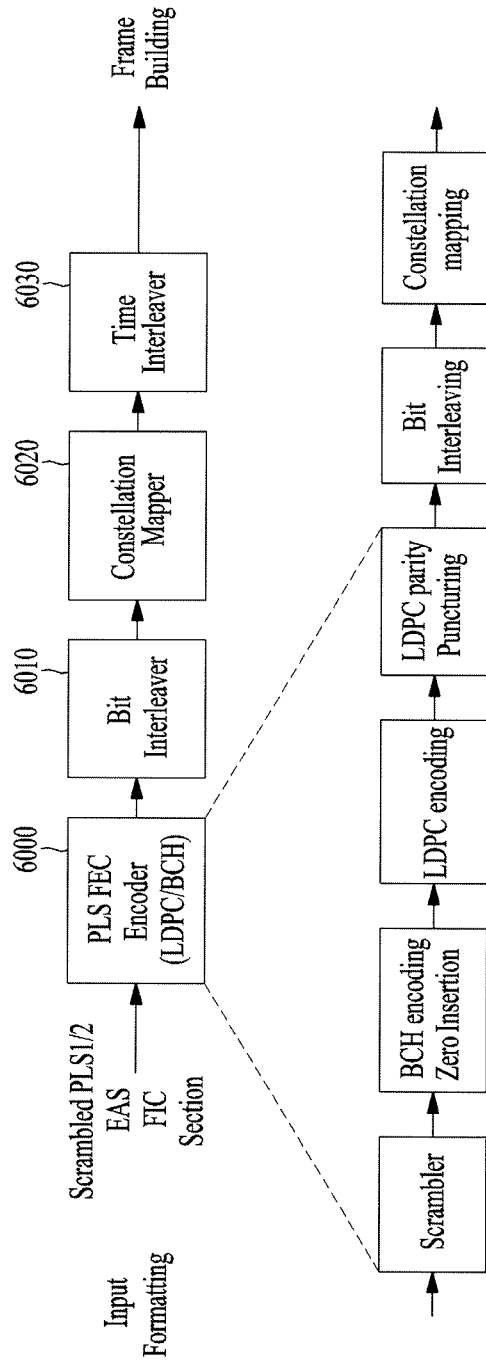 Input
Formatting
Scrambled PLS1/2
EAS
FIC
Section
6000
PLS FEC
Encoder
(LDPC/BCH)
6010
Bit
Interleaver
6020
Constellation
Mapper
6030
Time
Interleaver
Frame
Building
Scrambler
BCH encoding
Zero Insertion
LDPC encoding
LDPC parity
Puncturing
Bit
Interleaving
Constellation
mapping